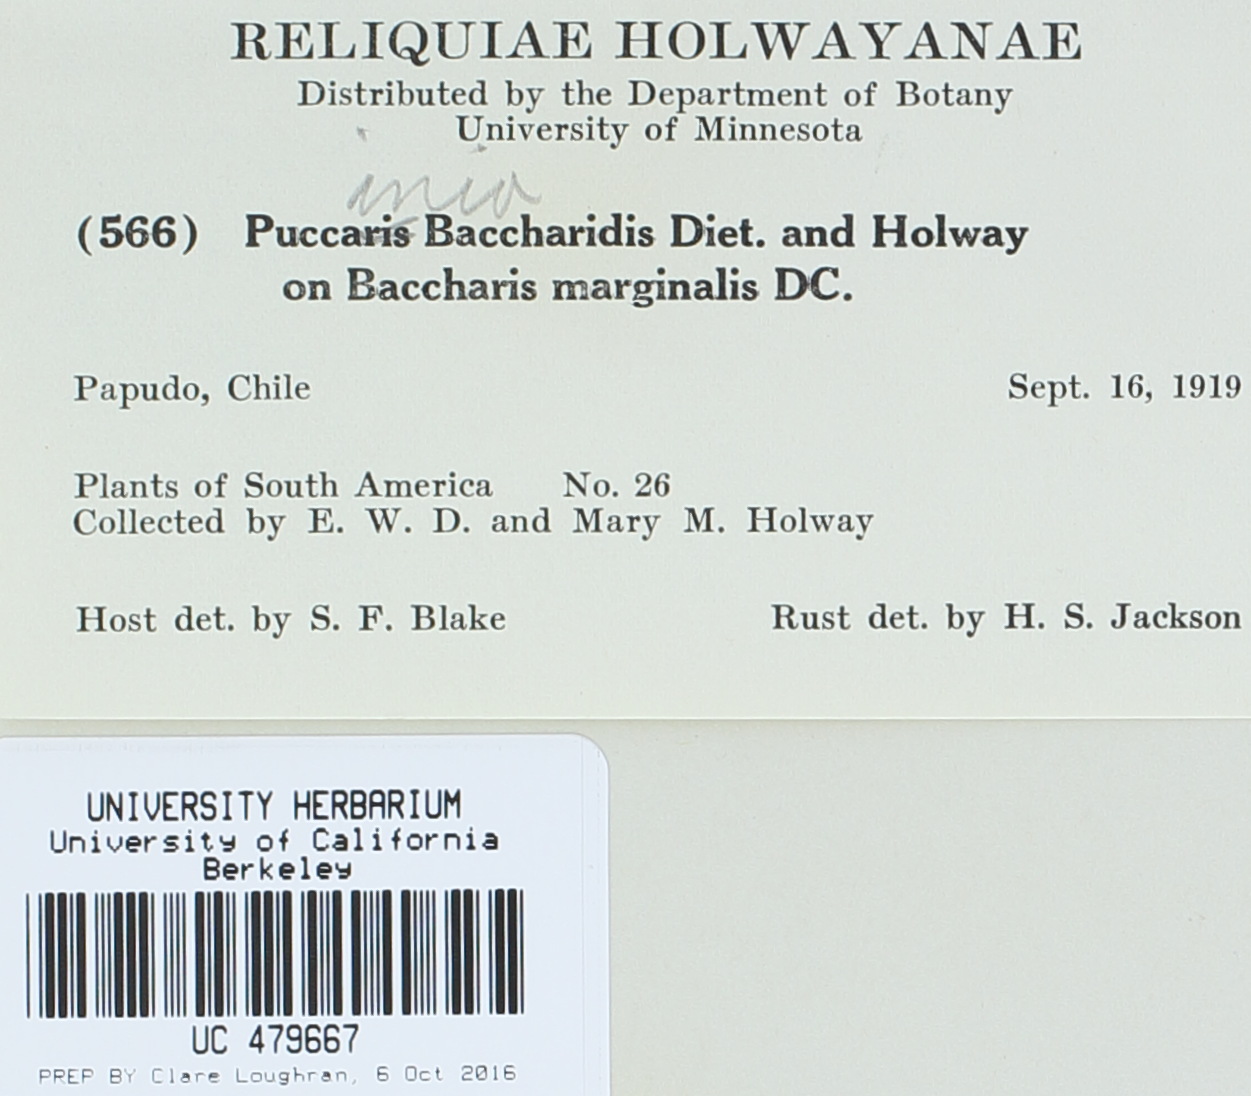 RELIQUIAE HOLWAYANAE
Distributed by the Department of Botany
University of Minnesota
inia
(566) Puccaris Baccharidis Diet. and Holway
on Baccharis marginalis DC.
Papudo, Chile Sept. 16, 1919
Plants of South America No. 26
Collected by E. W. D. and Mary M. Holway
Host det. by S. F. Blake Rust det. by H. S. Jackson
UNIVERSITY HERBARIUM
University of California
Berkeley
UC 479667
PREP BY Clare Loughran, 6 Oct 2016